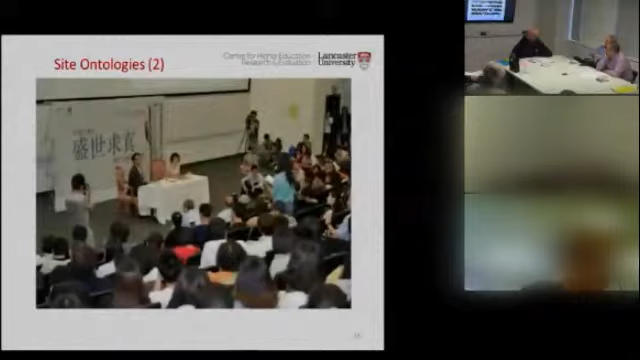 Site Ontologies (2)
Centre for Higher Education
Research & Evaluation
Lancaster
University
盛世求真